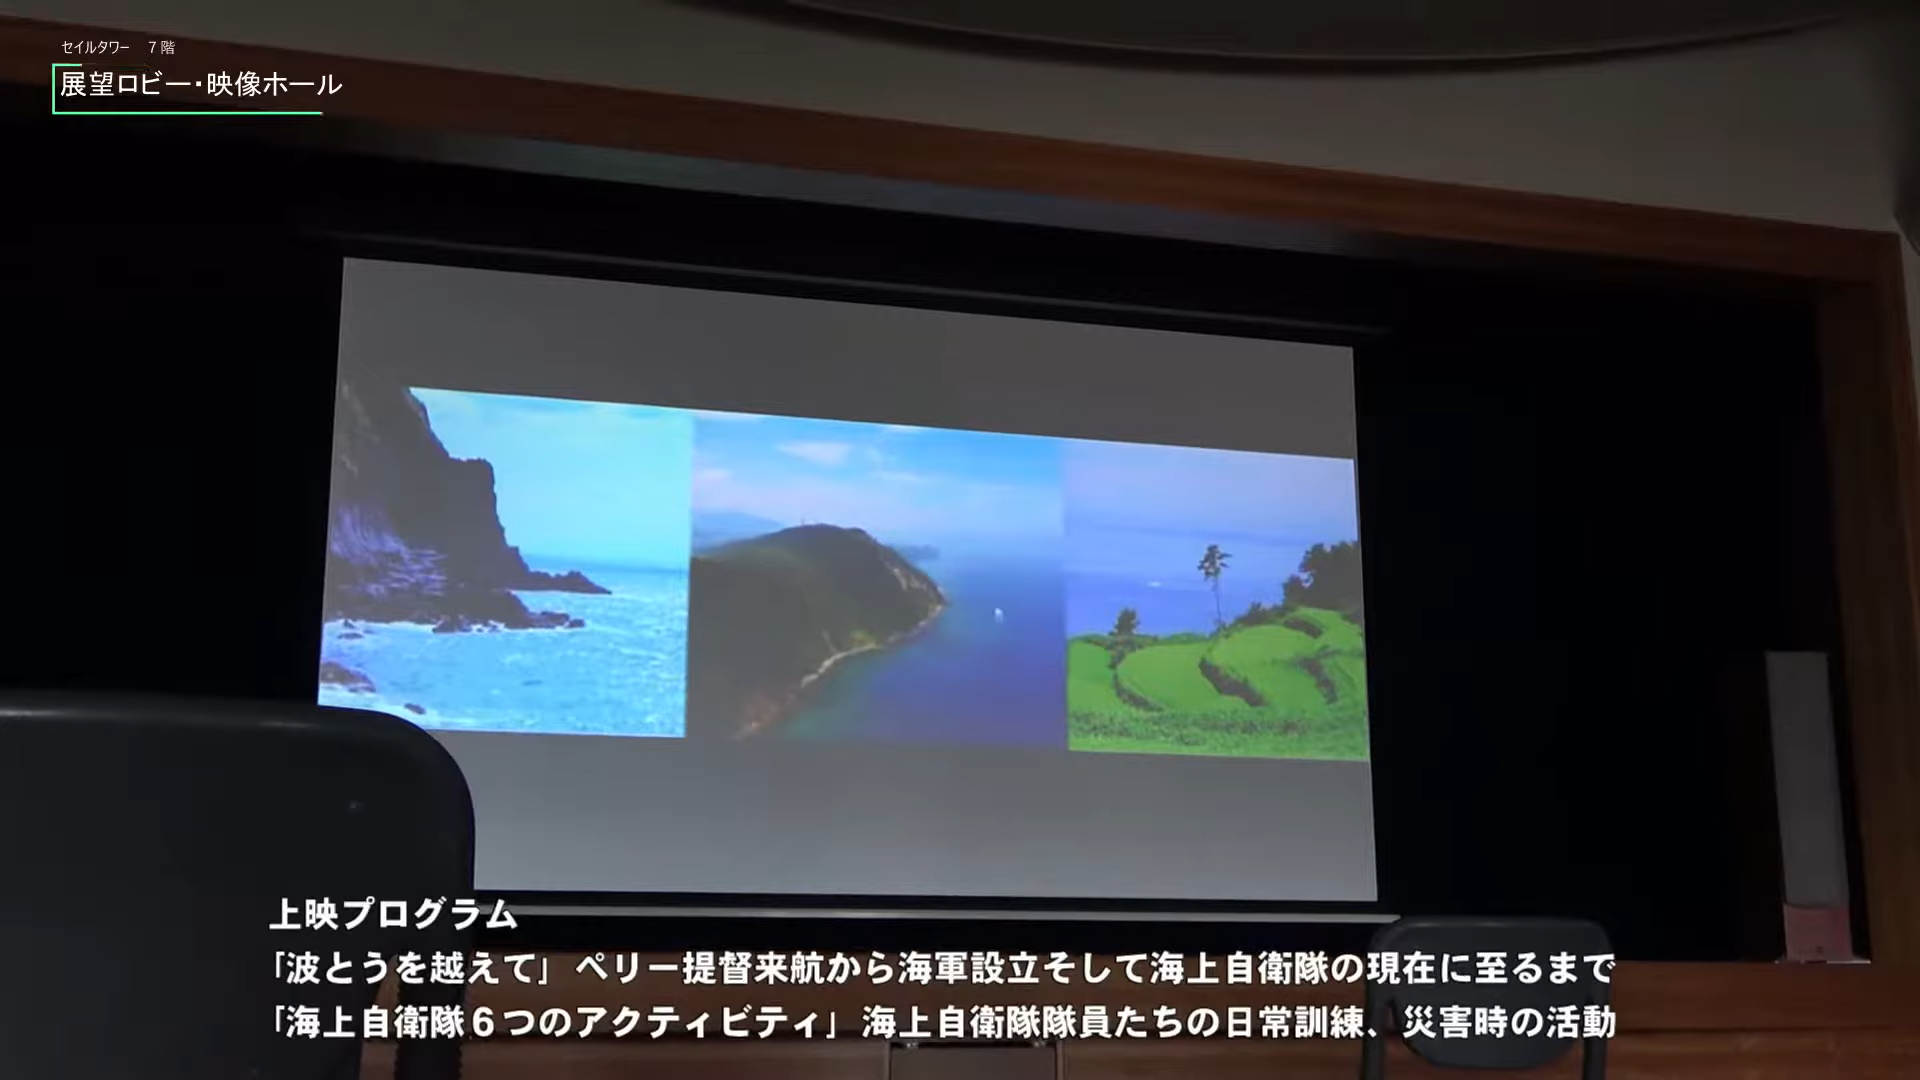 セイルタワー　７階
展望ロビー・映像ホール
上映プログラム
「波とうを越えて」ペリー提督来航から海軍設立そして海上自衛隊の現在に至るまで
「海上自衛隊６つのアクティビティ」海上自衛隊隊員たちの日常訓練、災害時の活動